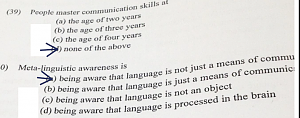 (39) People master communication skills at
(a) the age of two years
(b) the age of three years
(c) the age of four years
) none of the above
0) Meta-linguistic awareness is
) being aware that language is not just a means of commu
(b) being aware that language is just a means of communic
(c) being aware that language is not an object
(d) being aware that language is processed in the brain